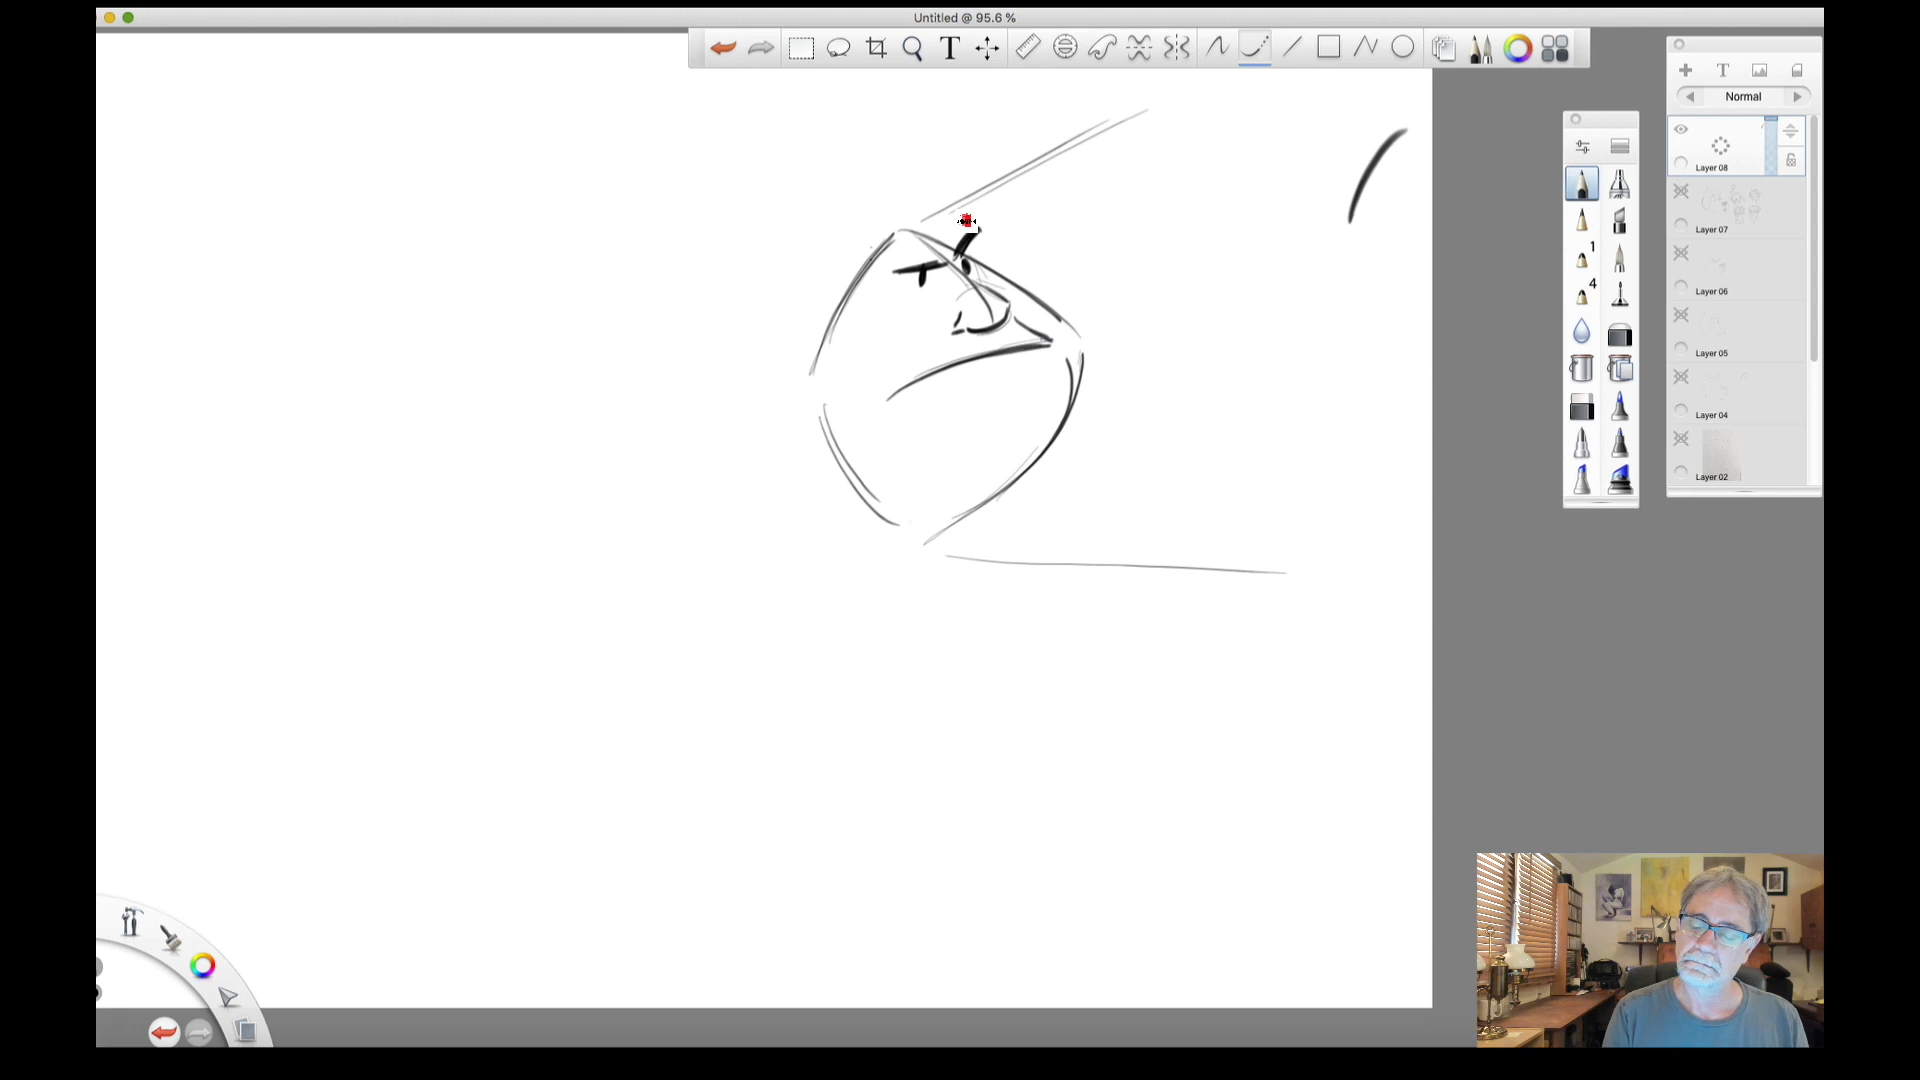 Untitled @ 95.6 %
T
T
Normal
Layer 08
Layer 07
1
Layer 06
4
Layer 05
Layer 04
Layer 02